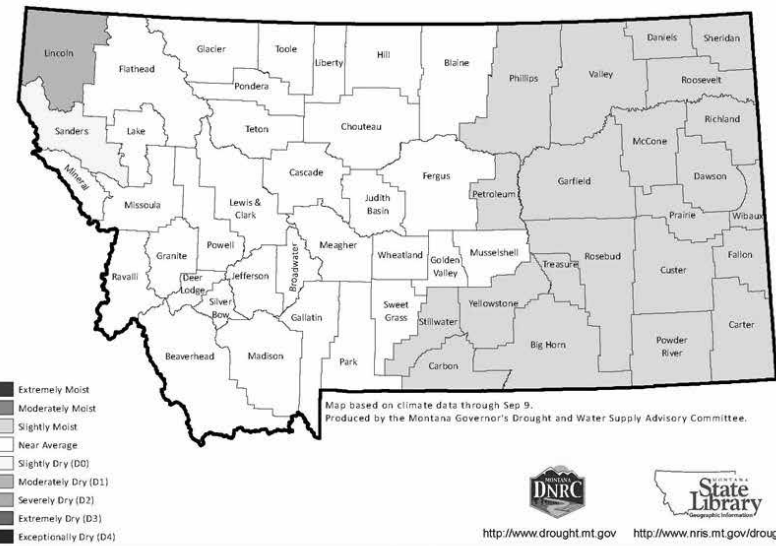 Lincoln
Flathead
Glacier
Toole
Liberty
Hill
Blaine
Phillips
Valley
Daniels
Sheridan
Roosevelt
Pondera
Sanders
Lake
Teton
Chouteau
Richland
McCone
Mineral
Missoula
Lewis &
Clark
Cascade
Judith
Basin
Fergus
Petroleum
Garfield
Dawson
Prairie
Wibaux
Ravalli
Granite
Powell
Deer
Lodge
Silver
Bow
Jefferson
Broadwater
Meagher
Wheatland
Golden
Valley
Musselshell
Treasure
Rosebud
Custer
Fallon
Beaverhead
Madison
Gallatin
Park
Sweet
Grass
Stillwater
Yellowstone
Carbon
Big Horn
Powder
River
Carter
Extremely Moist
Moderately Moist
Slightly Moist
Near Average
Slightly Dry (D0)
Moderately Dry (D1)
Severely Dry (D2)
Extremely Dry (D3)
Exceptionally Dry (D4)
Map based on climate data through Sep 9.
Produced by the Montana Governor's Drought and Water Supply Advisory Committee.
MONTANA
DNRC
MONTANA
State
Library
Geographic Information
http://www.drought.mt.gov
http://www.nris.mt.gov/droug